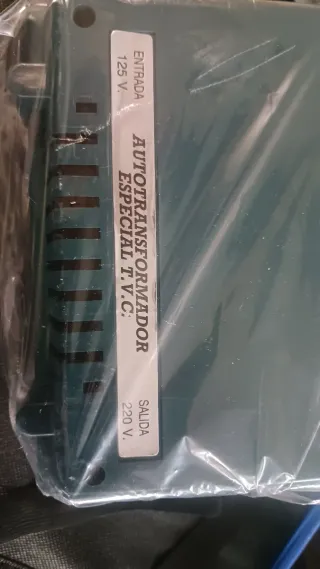 ENTRADA
125 V.
AUTOTRANSFORMADOR
ESPECIAL T.V.C.
SALIDA
220 V.